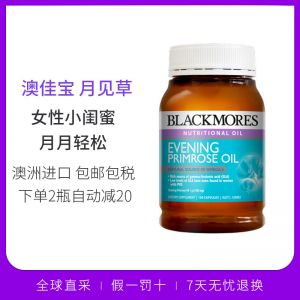 澳佳宝 月见草
女性小闺蜜
月月轻松
澳洲进口 包邮包税
下单2瓶自动减20
BLACKMORES
NUTRITIONAL OIL
EVENING
PRIMROSE OIL
全球直采 | 假一罚十 | 7天无忧退换